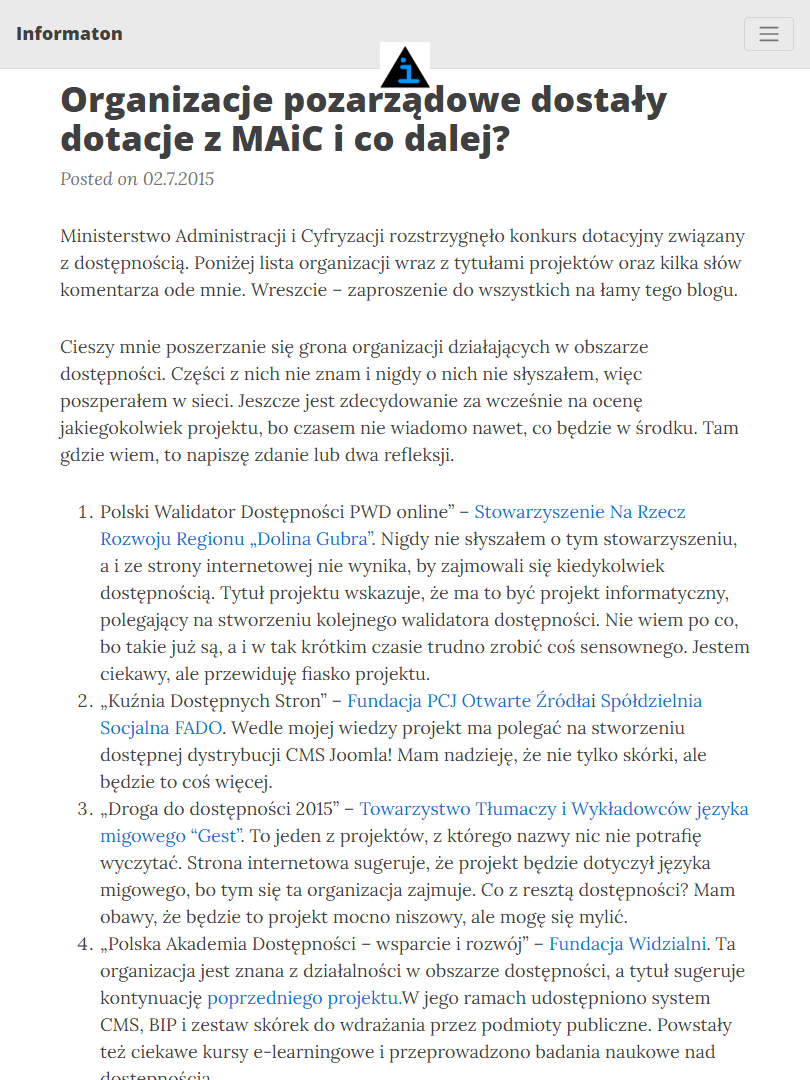 Informaton
i
Organizacje pozarządowe dostały
dotacje z MAiC i co dalej?
Posted on 02.7.2015
Ministerstwo Administracji i Cyfryzacji rozstrzygnęło konkurs dotacyjny związany
z dostępnością. Poniżej lista organizacji wraz z tytułami projektów oraz kilka słów
komentarza ode mnie. Wreszcie – zaproszenie do wszystkich na łamy tego blogu.
Cieszy mnie poszerzanie się grona organizacji działających w obszarze
dostępności. Części z nich nie znam i nigdy o nich nie słyszałem, więc
poszperałem w sieci. Jeszcze jest zdecydowanie za wcześnie na ocenę
jakiegokolwiek projektu, bo czasem nie wiadomo nawet, co będzie w środku. Tam
gdzie wiem, to napiszę zdanie lub dwa refleksji.
1. Polski Walidator Dostępności PWD online” – Stowarzyszenie Na Rzecz
Rozwoju Regionu „Dolina Gubra”. Nigdy nie słyszałem o tym stowarzyszeniu,
a i ze strony internetowej nie wynika, by zajmowali się kiedykolwiek
dostępnością. Tytuł projektu wskazuje, że ma to być projekt informatyczny,
polegający na stworzeniu kolejnego walidatora dostępności. Nie wiem po co,
bo takie już są, a i w tak krótkim czasie trudno zrobić coś sensownego. Jestem
ciekawy, ale przewiduję fiasko projektu.
2. „Kuźnia Dostępnych Stron” – Fundacja PCJ Otwarte Źródłai Spółdzielnia
Socjalna FADO. Wedle mojej wiedzy projekt ma polegać na stworzeniu
dostępnej dystrybucji CMS Joomla! Mam nadzieję, że nie tylko skórki, ale
będzie to coś więcej.
3. „Droga do dostępności 2015” – Towarzystwo Tłumaczy i Wykładowców języka
migowego “Gest”. To jeden z projektów, z którego nazwy nic nie potrafię
wyczytać. Strona internetowa sugeruje, że projekt będzie dotyczył języka
migowego, bo tym się ta organizacja zajmuje. Co z resztą dostępności? Mam
obawy, że będzie to projekt mocno niszowy, ale mogę się mylić.
4. „Polska Akademia Dostępności – wsparcie i rozwój” – Fundacja Widzialni. Ta
organizacja jest znana z działalności w obszarze dostępności, a tytuł sugeruje
kontynuację poprzedniego projektu.W jego ramach udostępniono system
CMS, BIP i zestaw skórek do wdrażania przez podmioty publiczne. Powstały
też ciekawe kursy e-learningowe i przeprowadzono badania naukowe nad
dostępnością.